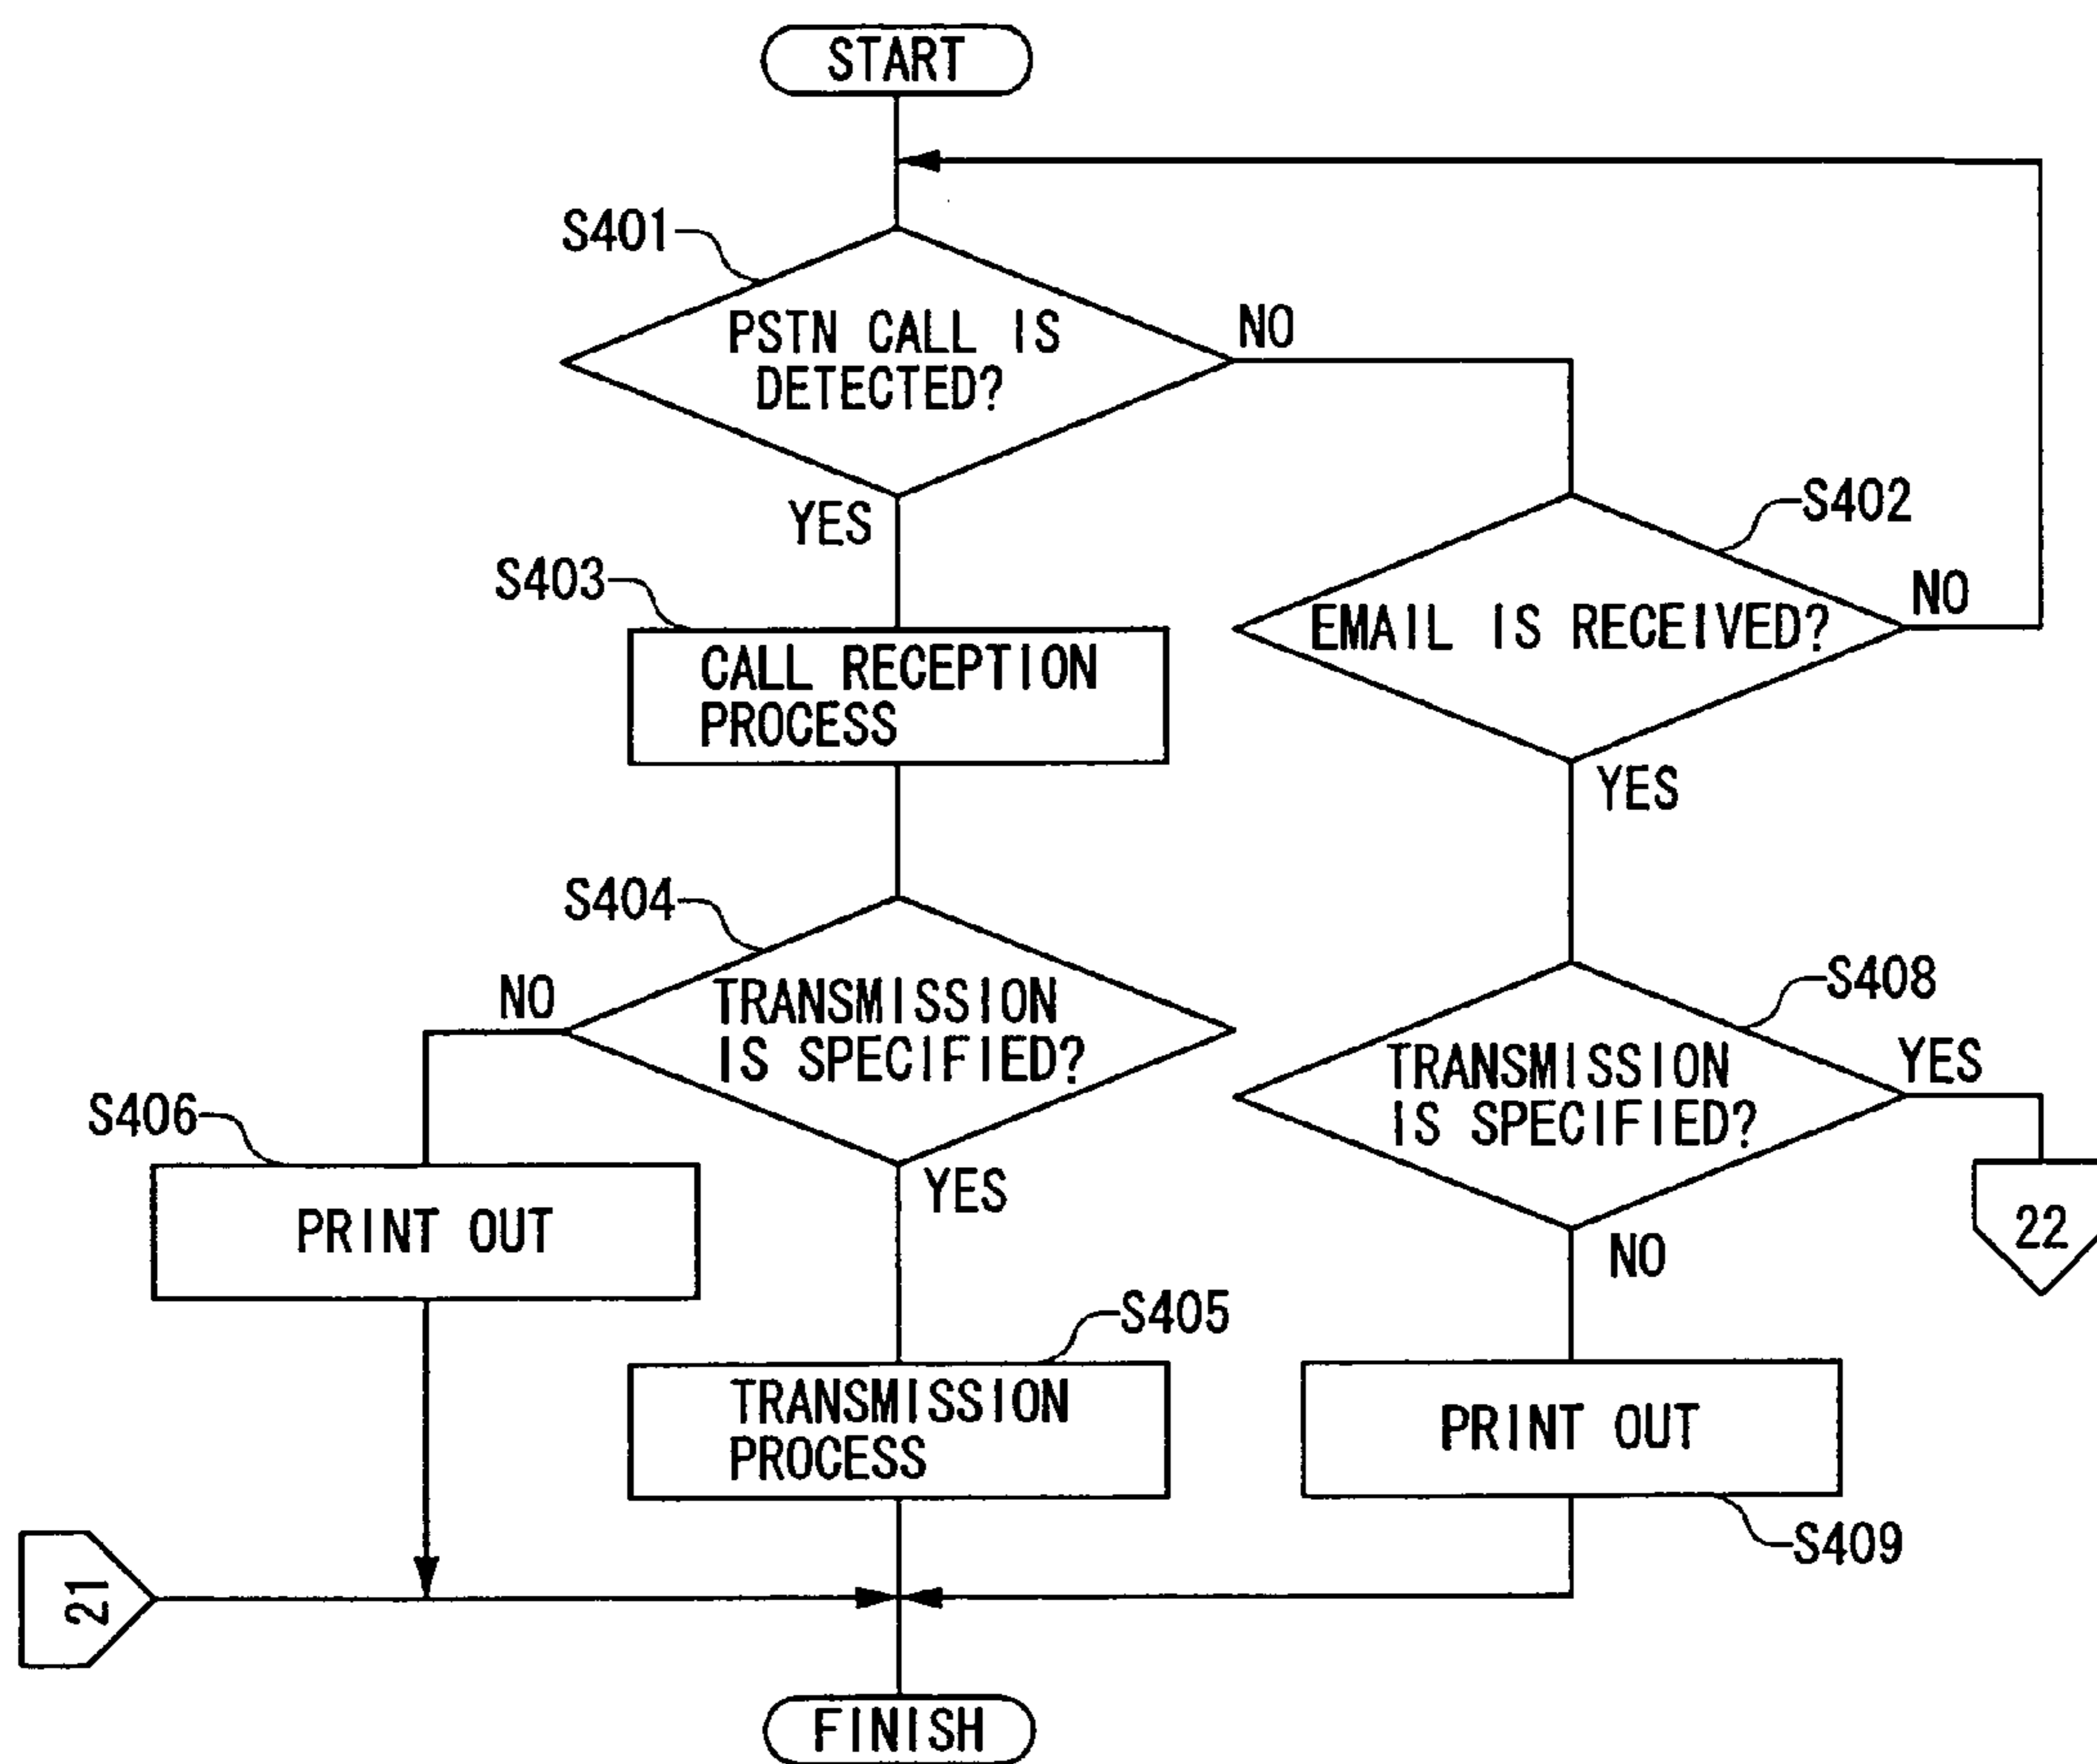 START
S401
PSTN CALL IS
DETECTED?
NO
YES
S402
EMAIL IS RECEIVED?
NO
YES
S403
CALL RECEPTION
PROCESS
S404
TRANSMISSION
IS SPECIFIED?
NO
YES
S408
TRANSMISSION
IS SPECIFIED?
YES
NO
22
S406
PRINT OUT
S405
TRANSMISSION
PROCESS
PRINT OUT
S409
21
FINISH